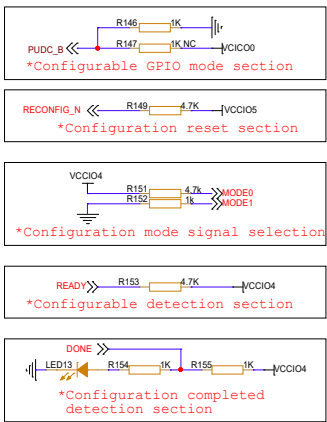 R146 1K
PUDC_B R147 1K,NC VCICO0
*Configurable GPIO mode section
RECONFIG_N R149 4.7K VCCIO5
*Configuration reset section
VCCIO4
R151 4.7k MODE0
R152 1k MODE1
*Configuration mode signal selection
READY R153 4.7K VCCIO4
*Configurable detection section
DONE
LED13 R154 1K R155 1K VCCIO4
*Configuration completed
detection section